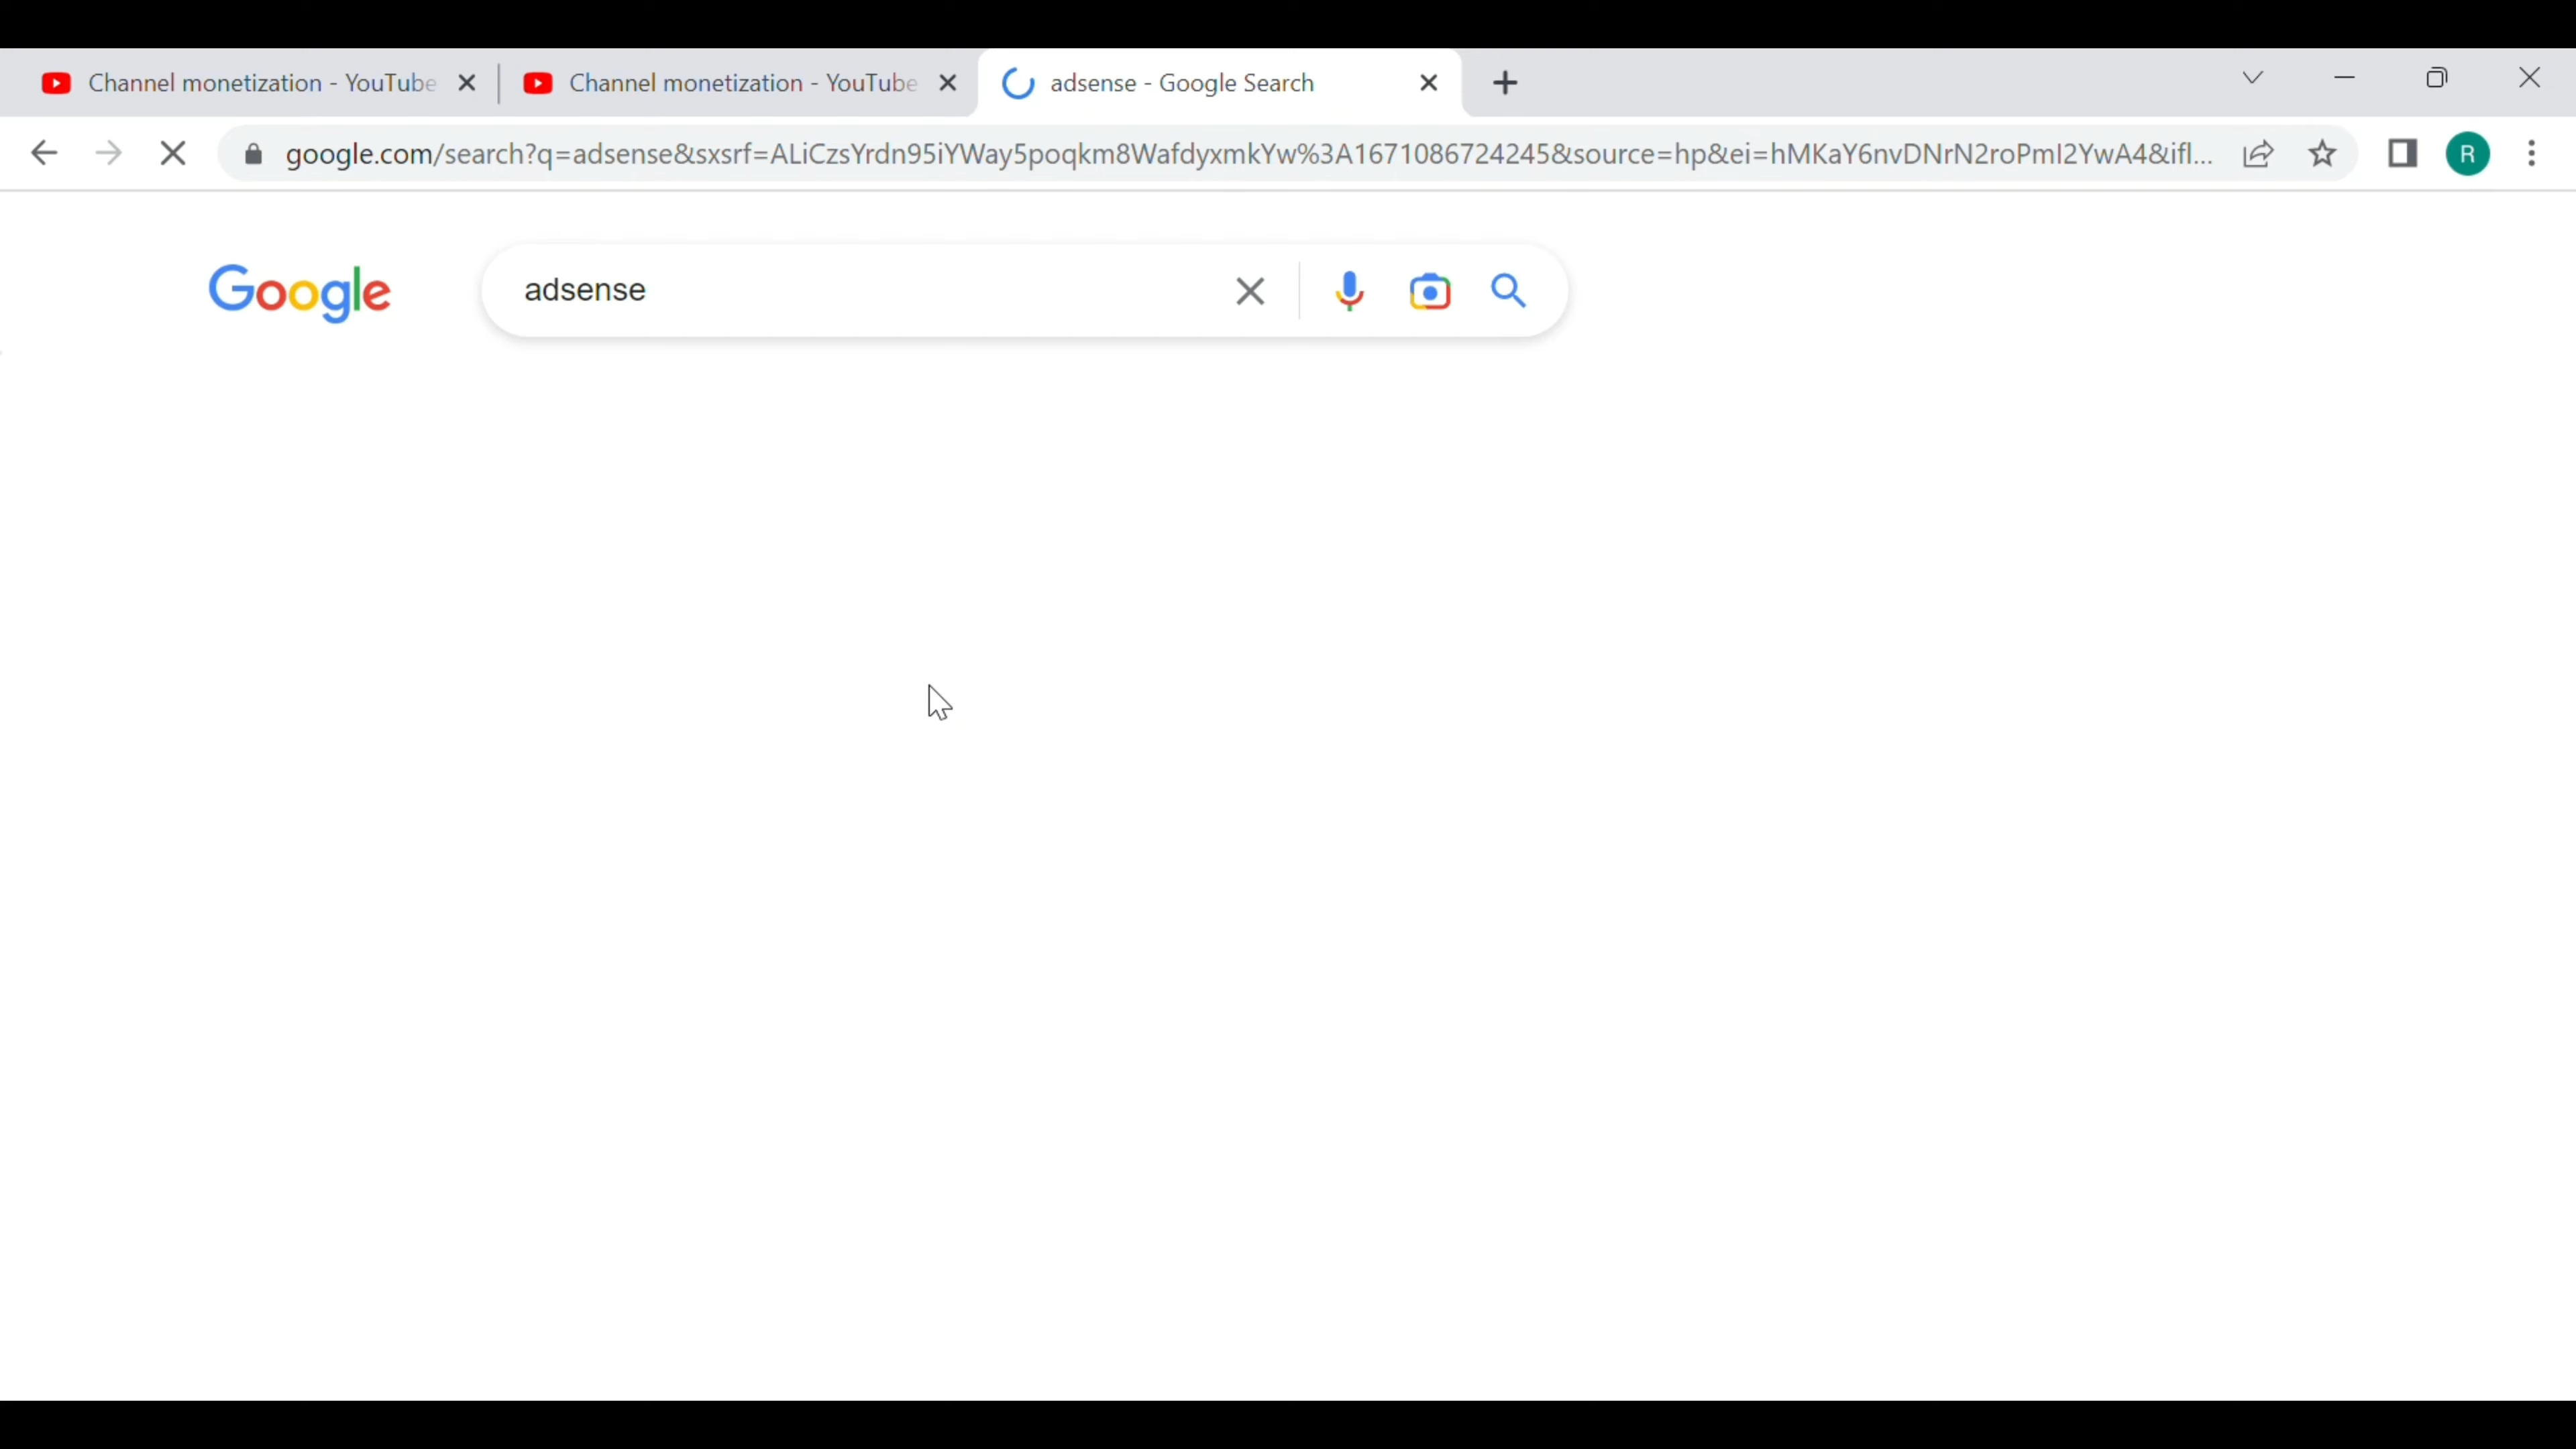 Channel monetization - YouTube
Channel monetization - YouTube
adsense - Google Search
google.com/search?q=adsense&sxsrf=ALiCzsYrdn95iYWay5poqkm8WafdyxmkYw%3A1671086724245&source=hp&ei=hMKaY6nvDNrN2roPml2YwA4&ifl...
R
Google
adsense